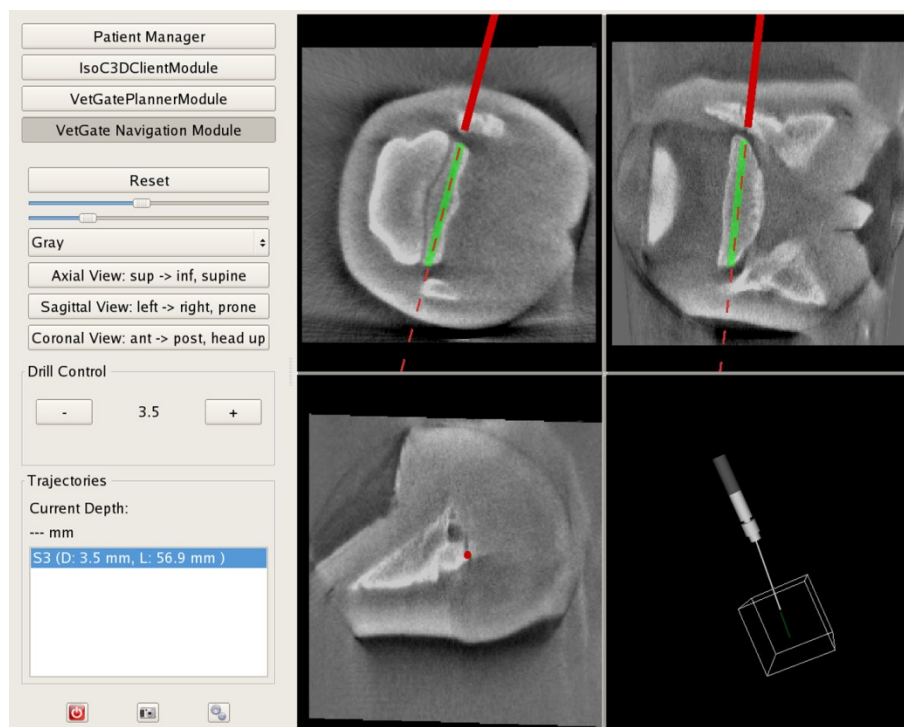 Patient Manager
IsoC3DClientModule
VetGatePlannerModule
VetGate Navigation Module
Reset
Gray
Axial View: sup -> inf, supine
Sagittal View: left -> right, prone
Coronal View: ant -> post, head up
Drill Control
- 3.5 +
Trajectories
Current Depth:
--- mm
S3 (D: 3.5 mm, L: 56.9 mm )